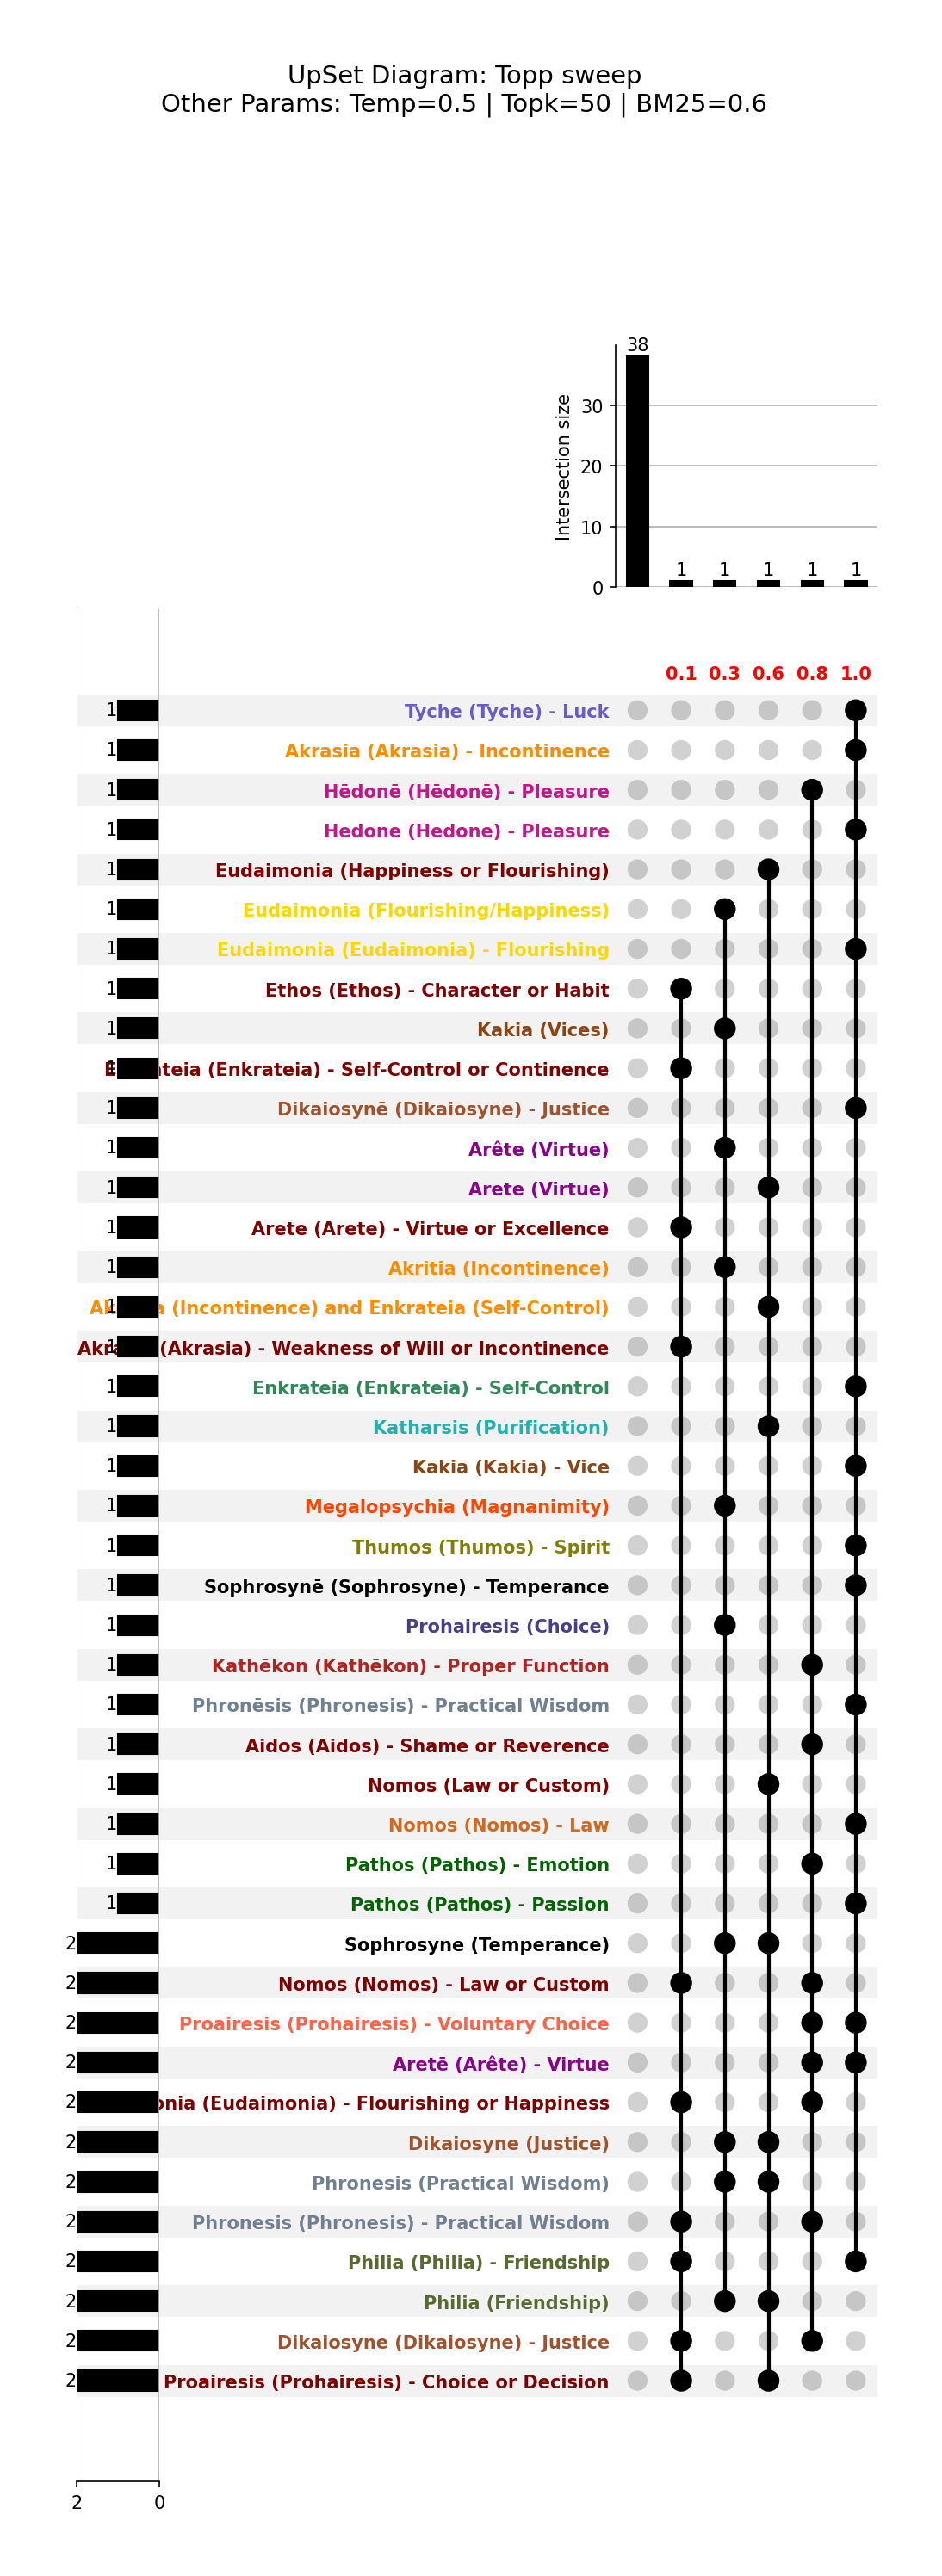 UpSet Diagram: Topp sweep
Other Params: Temp=0.5 | Topk=50 | BM25=0.6
38
30
20
10
0
Intersection size
1 1 1 1 1
0.1 0.3 0.6 0.8 1.0
1 Tyche (Tyche) - Luck
1 Akrasia (Akrasia) - Incontinence
1 Hēdonē (Hēdonē) - Pleasure
1 Hedone (Hedone) - Pleasure
1 Eudaimonia (Happiness or Flourishing)
1 Eudaimonia (Flourishing/Happiness)
1 Eudaimonia (Eudaimonia) - Flourishing
1 Ethos (Ethos) - Character or Habit
1 Kakia (Vices)
1 (Enkrateia) - Self-Control or Continence
1 Dikaiosynē (Dikaiosyne) - Justice
1 Arête (Virtue)
1 Arete (Virtue)
1 Arete (Arete) - Virtue or Excellence
1 Akritia (Incontinence)
1 (Incontinence) and Enkrateia (Self-Control)
1 (Akrasia) - Weakness of Will or Incontinence
1 Enkrateia (Enkrateia) - Self-Control
1 Katharsis (Purification)
1 Kakia (Kakia) - Vice
1 Megalopsychia (Magnanimity)
1 Thumos (Thumos) - Spirit
1 Sophrosynē (Sophrosyne) - Temperance
1 Prohairesis (Choice)
1 Kathēkon (Kathēkon) - Proper Function
1 Phronēsis (Phronesis) - Practical Wisdom
1 Aidos (Aidos) - Shame or Reverence
1 Nomos (Law or Custom)
1 Nomos (Nomos) - Law
1 Pathos (Pathos) - Emotion
1 Pathos (Pathos) - Passion
2 Sophrosyne (Temperance)
2 Nomos (Nomos) - Law or Custom
2 Proairesis (Prohairesis) - Voluntary Choice
2 Aretē (Arête) - Virtue
2 (Eudaimonia) - Flourishing or Happiness
2 Dikaiosyne (Justice)
2 Phronesis (Practical Wisdom)
2 Phronesis (Phronesis) - Practical Wisdom
2 Philia (Philia) - Friendship
2 Philia (Friendship)
2 Dikaiosyne (Dikaiosyne) - Justice
2 Proairesis (Prohairesis) - Choice or Decision
2 0